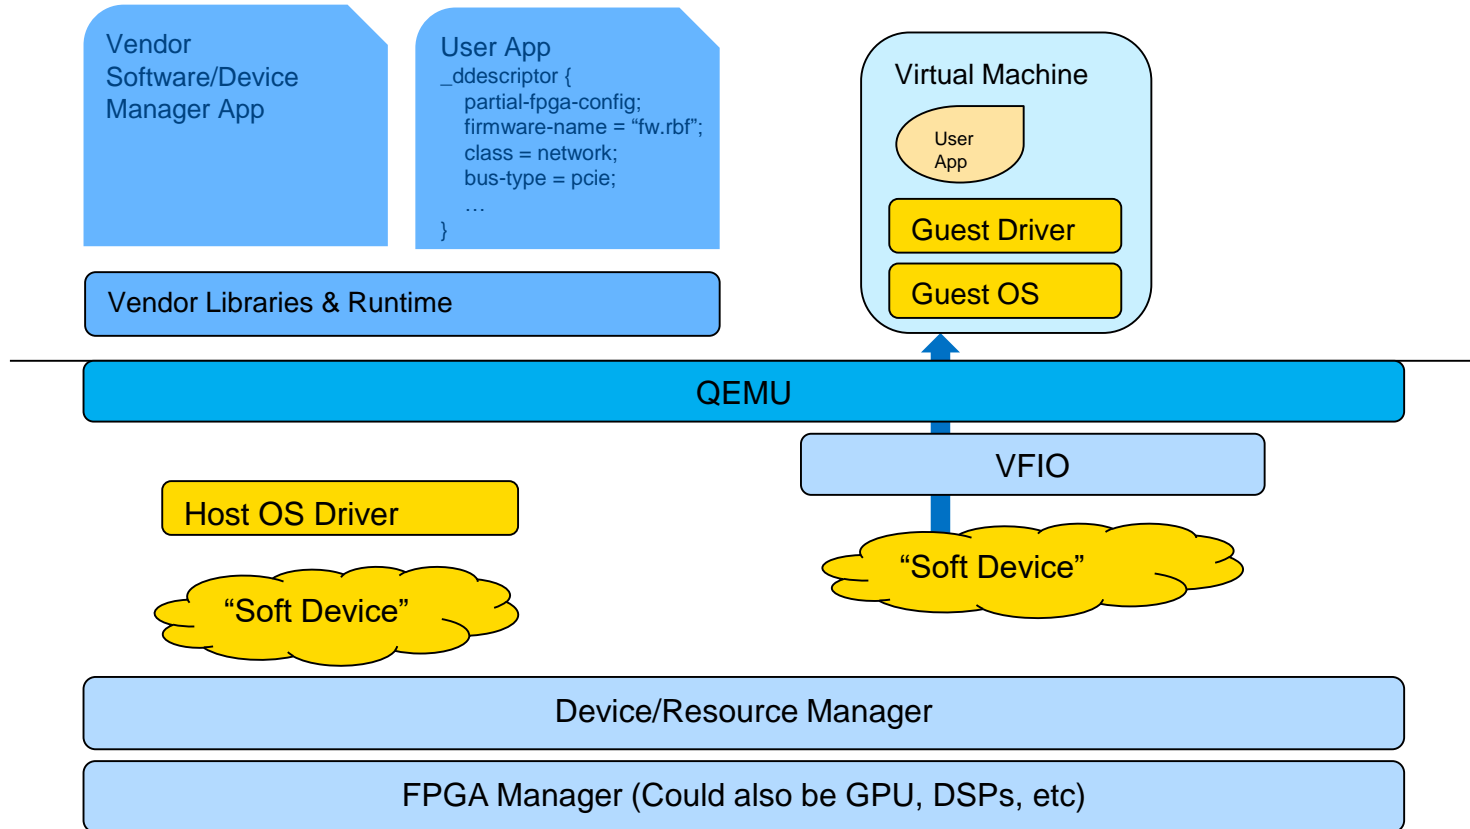 Vendor
Software/Device
Manager App
User App
_ddescriptor {
partial-fpga-config;
firmware-name = “fw.rbf”;
class = network;
bus-type = pcie;
…
}
Virtual Machine
User
App
Guest Driver
Guest OS
Vendor Libraries & Runtime
QEMU
VFIO
Host OS Driver
“Soft Device”
“Soft Device”
Device/Resource Manager
FPGA Manager (Could also be GPU, DSPs, etc)